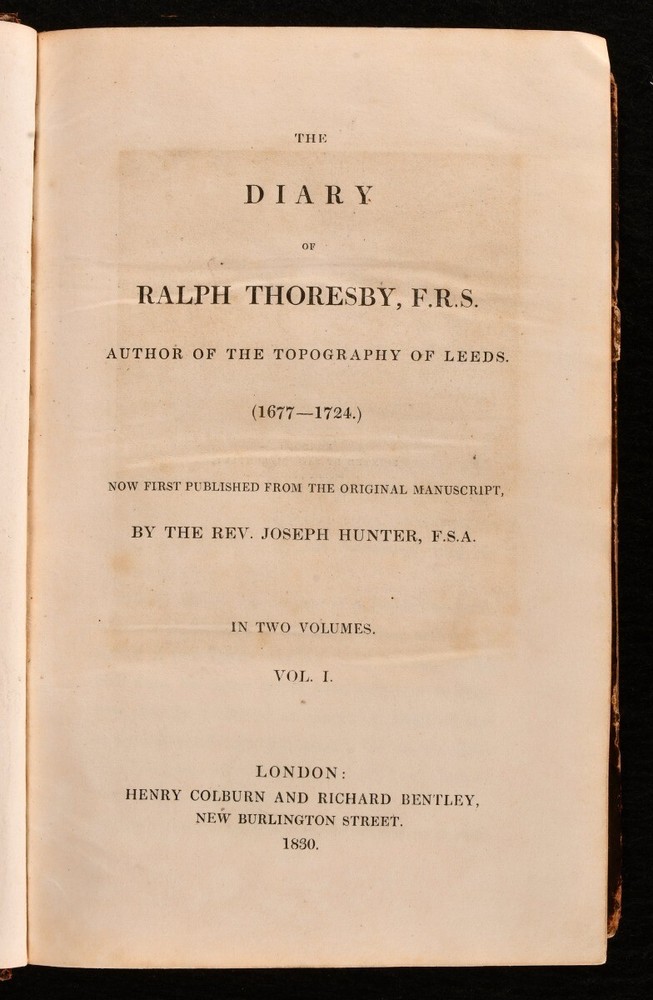 THE
DIARY
OF
RALPH THORESBY, F.R.S.
AUTHOR OF THE TOPOGRAPHY OF LEEDS.
(1677—1724.)
NOW FIRST PUBLISHED FROM THE ORIGINAL MANUSCRIPT,
BY THE REV. JOSEPH HUNTER, F.S.A.
IN TWO VOLUMES.
VOL. I.
LONDON:
HENRY COLBURN AND RICHARD BENTLEY,
NEW BURLINGTON STREET.
1830.